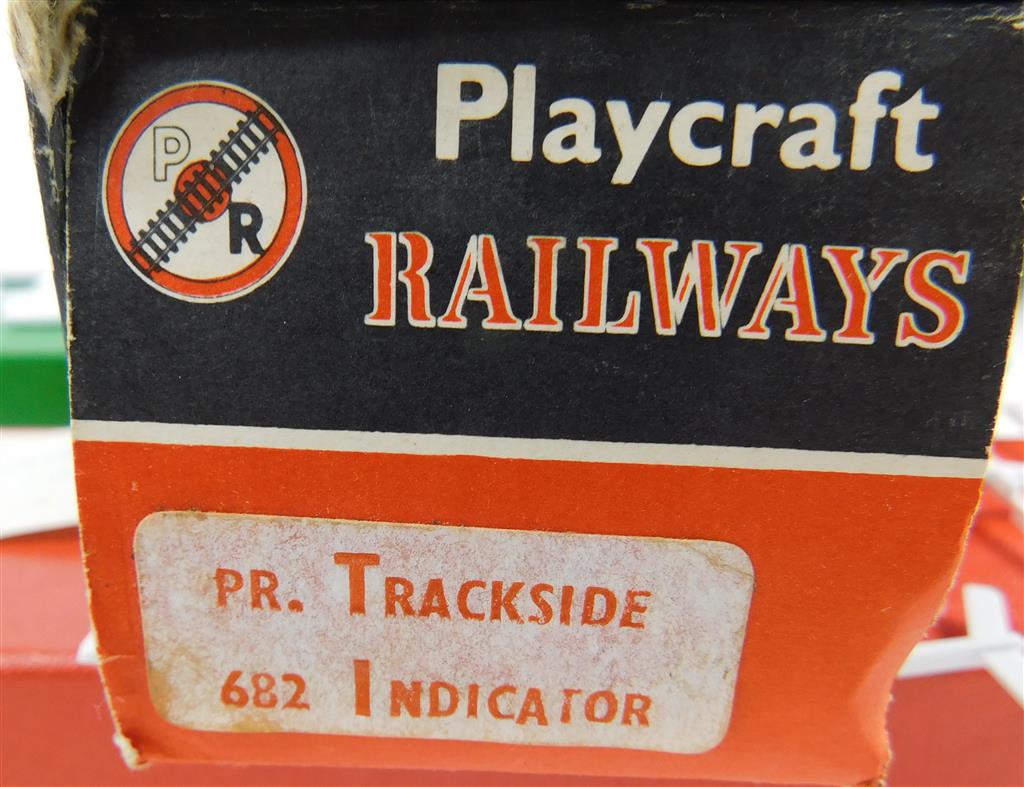 P
R
Playcraft
RAILWAYS
PR. TRACKSIDE
682 INDICATOR